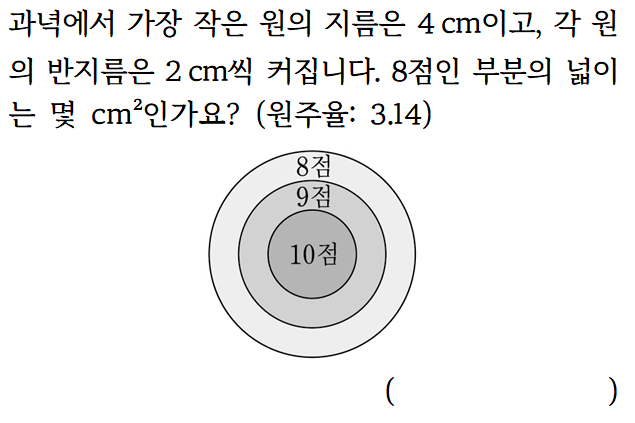 과녁에서 가장 작은 원의 지름은 4 cm이고, 각 원
의 반지름은 2 cm씩 커집니다. 8점인 부분의 넓이
는 몇 cm²인가요? (원주율: 3.14)
8점
9점
10점
( )